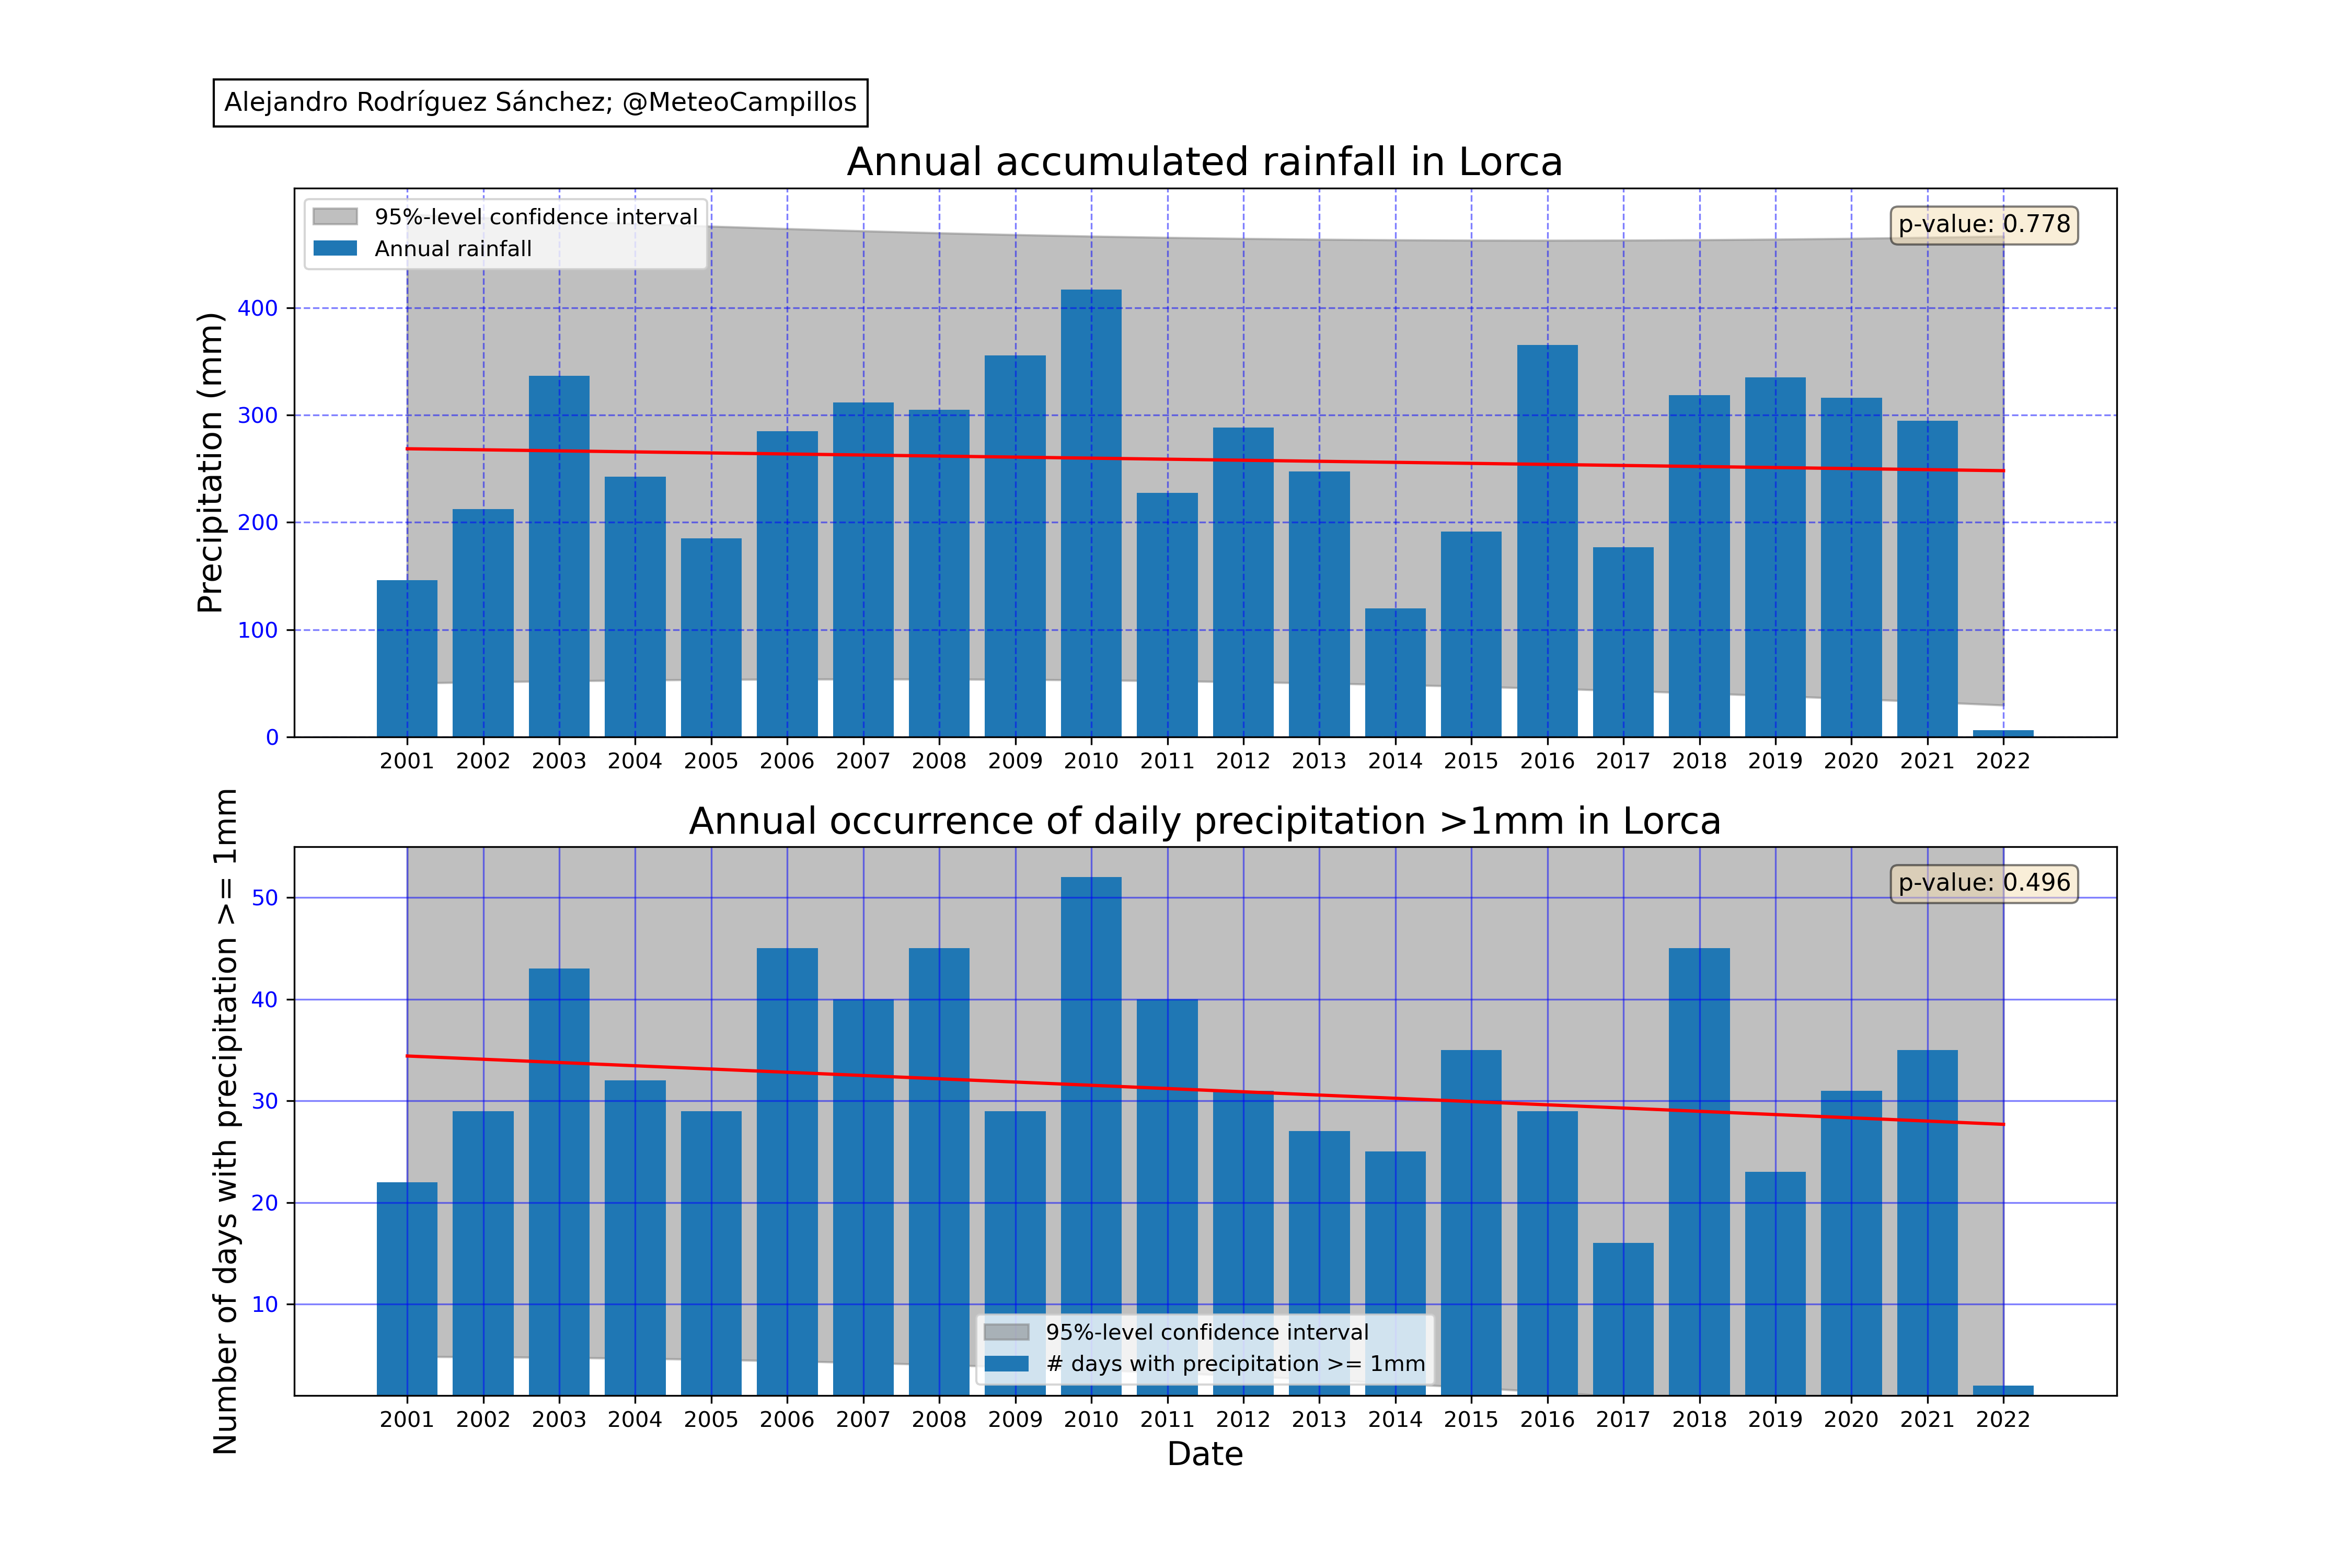 Alejandro Rodríguez Sánchez; @MeteoCampillos
Annual accumulated rainfall in Lorca
95%-level confidence interval
Annual rainfall
p-value: 0.778
Precipitation (mm)
400
300
200
100
0
2001 2002 2003 2004 2005 2006 2007 2008 2009 2010 2011 2012 2013 2014 2015 2016 2017 2018 2019 2020 2021 2022
Annual occurrence of daily precipitation >1mm in Lorca
p-value: 0.496
Number of days with precipitation >= 1mm
50
40
30
20
10
95%-level confidence interval
# days with precipitation >= 1mm
2001 2002 2003 2004 2005 2006 2007 2008 2009 2010 2011 2012 2013 2014 2015 2016 2017 2018 2019 2020 2021 2022
Date